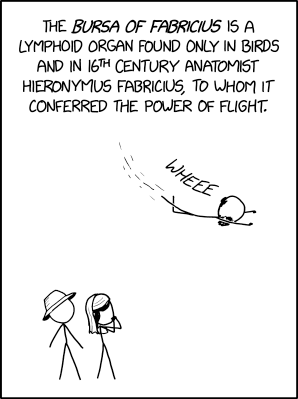 THE BURSA OF FABRICIUS IS A
LYMPHOID ORGAN FOUND ONLY IN BIRDS
AND IN 16TH CENTURY ANATOMIST
HIERONYMUS FABRICIUS, TO WHOM IT
CONFERRED THE POWER OF FLIGHT.
WHEEE